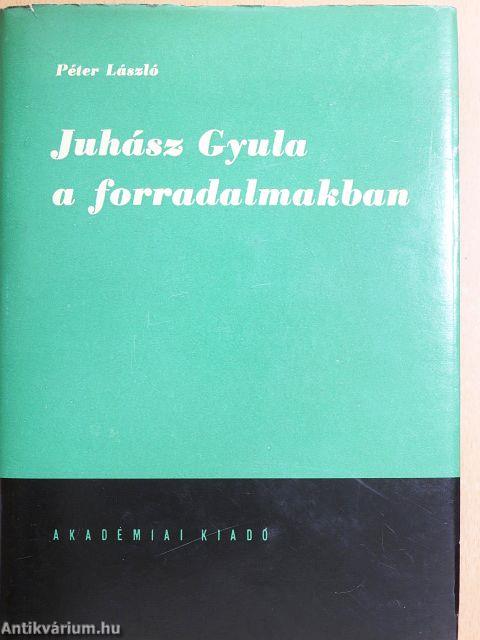 Péter László
Juhász Gyula
a forradalmakban
AKADÉMIAI KIADÓ
Antikvárium.hu